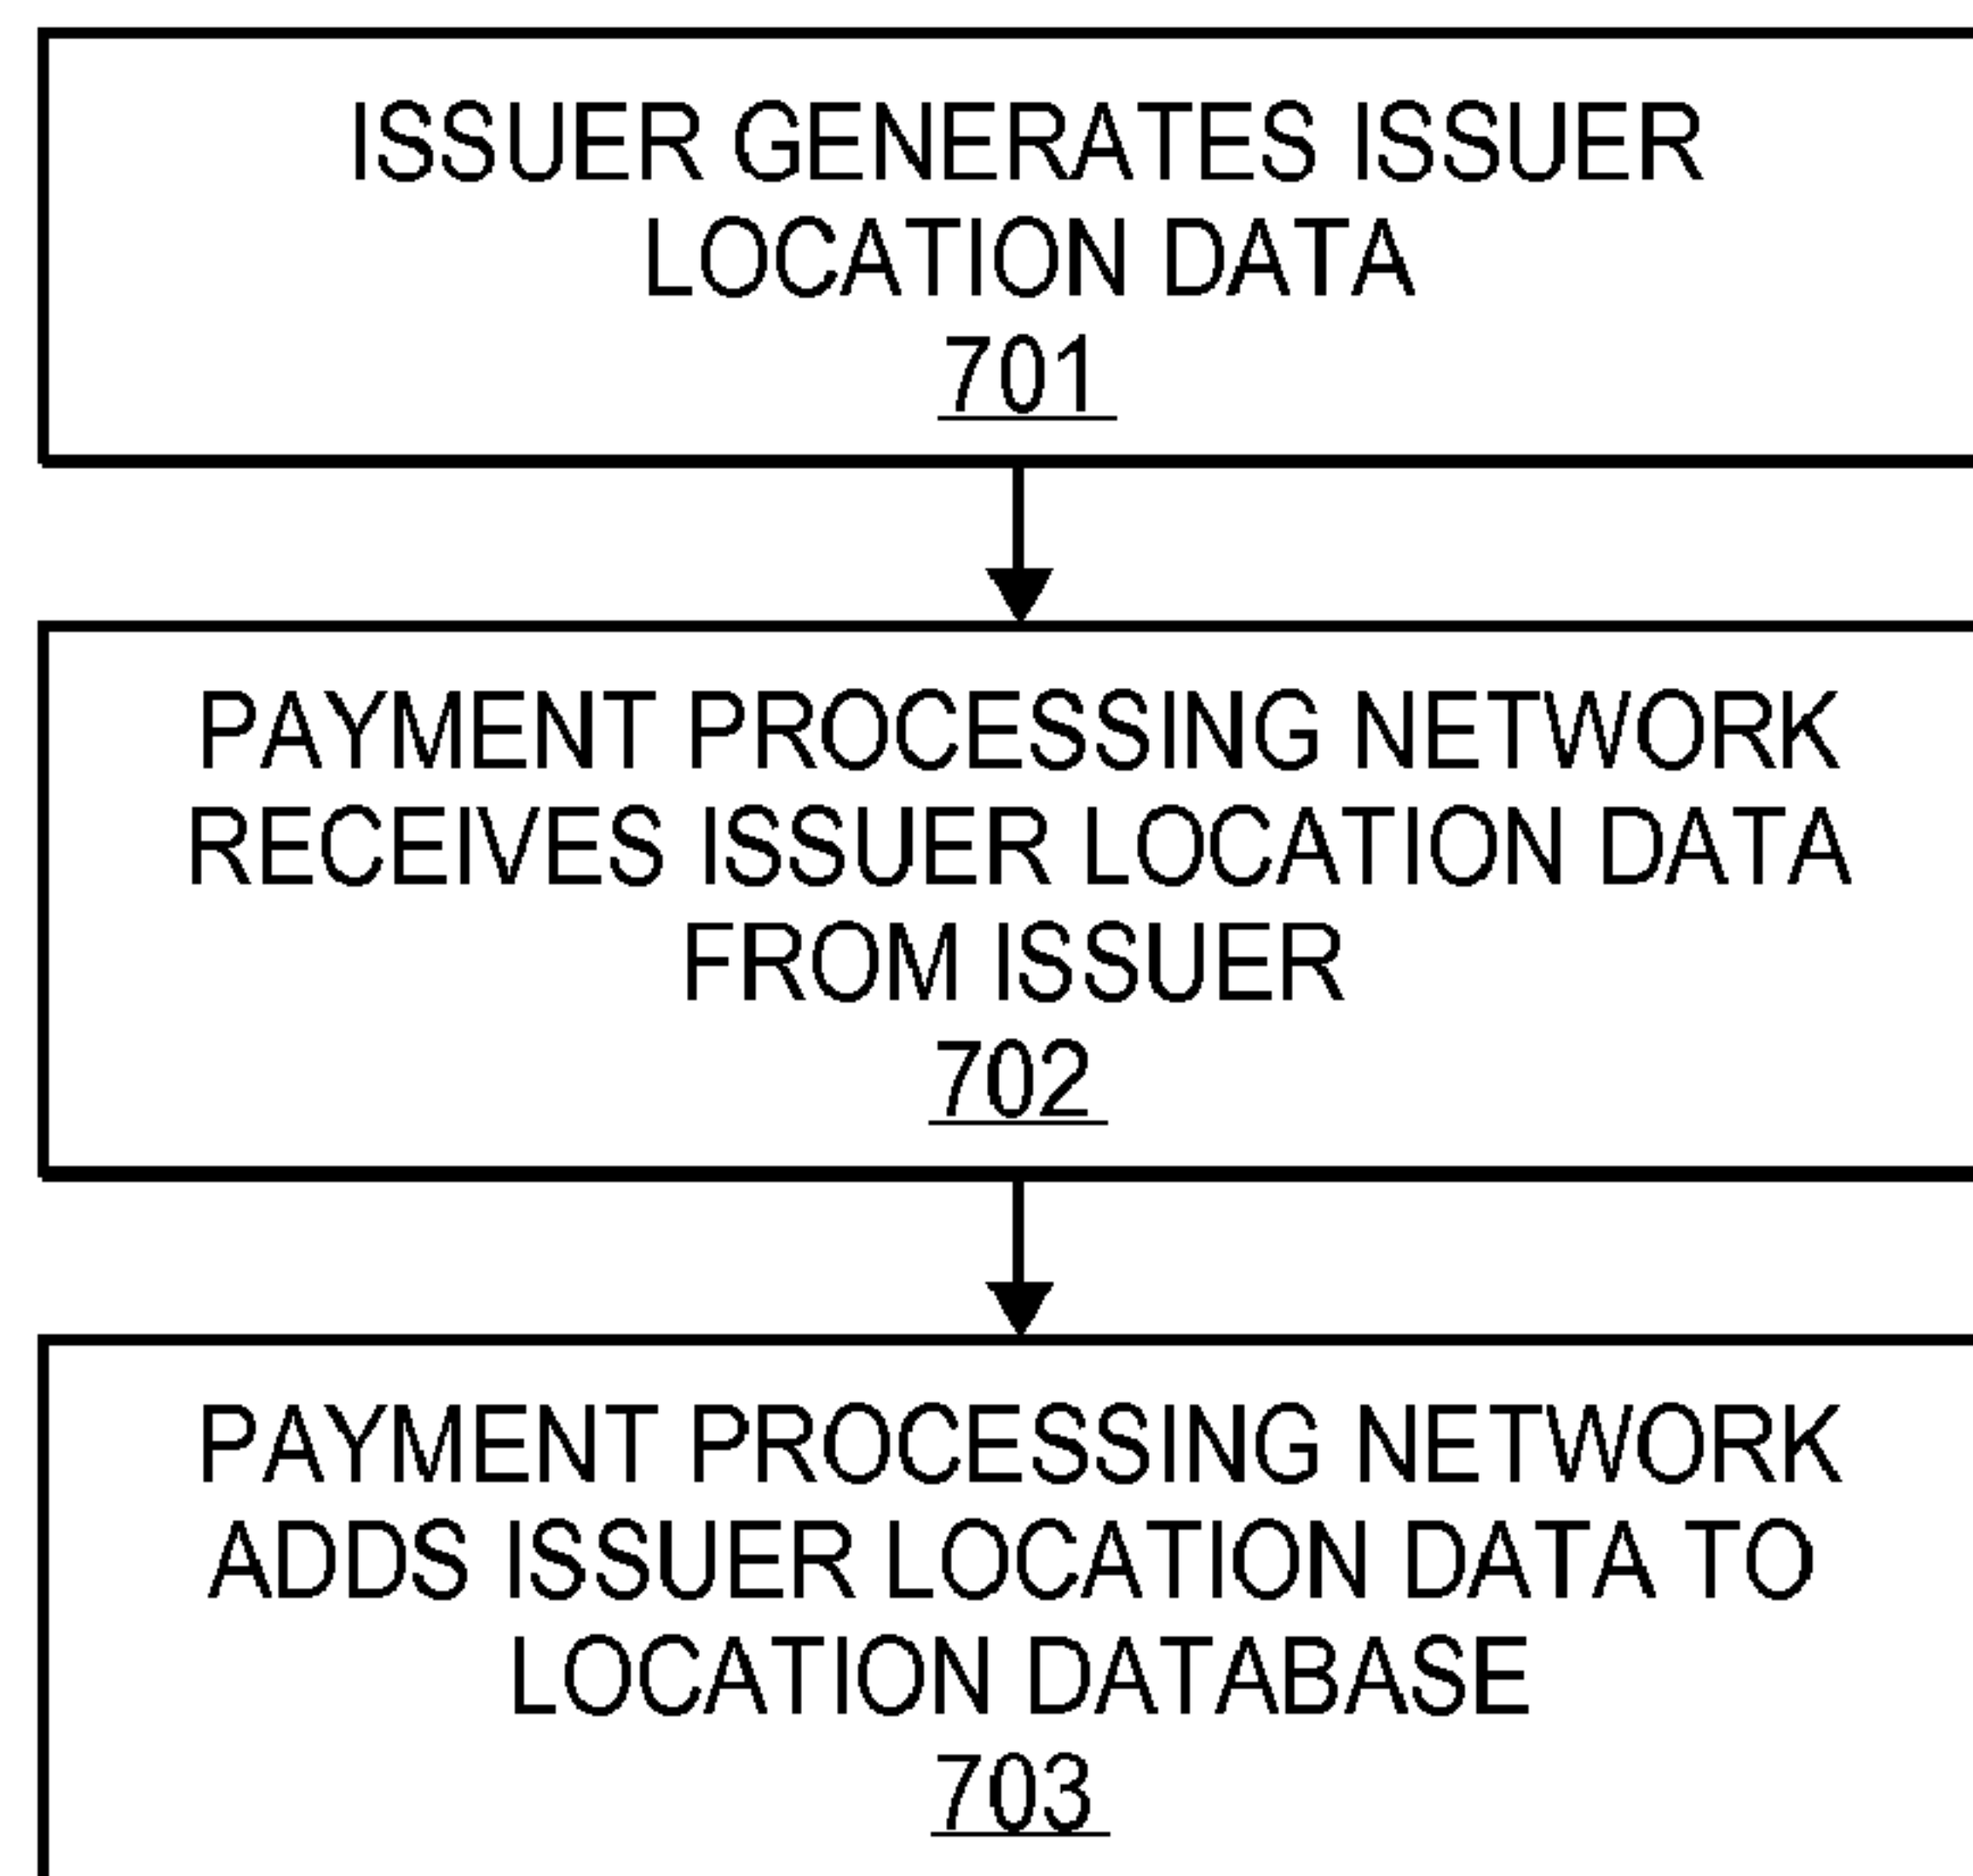 ISSUER GENERATES ISSUER
LOCATION DATA
701
PAYMENT PROCESSING NETWORK
RECEIVES ISSUER LOCATION DATA
FROM ISSUER
702
PAYMENT PROCESSING NETWORK
ADDS ISSUER LOCATION DATA TO
LOCATION DATABASE
703